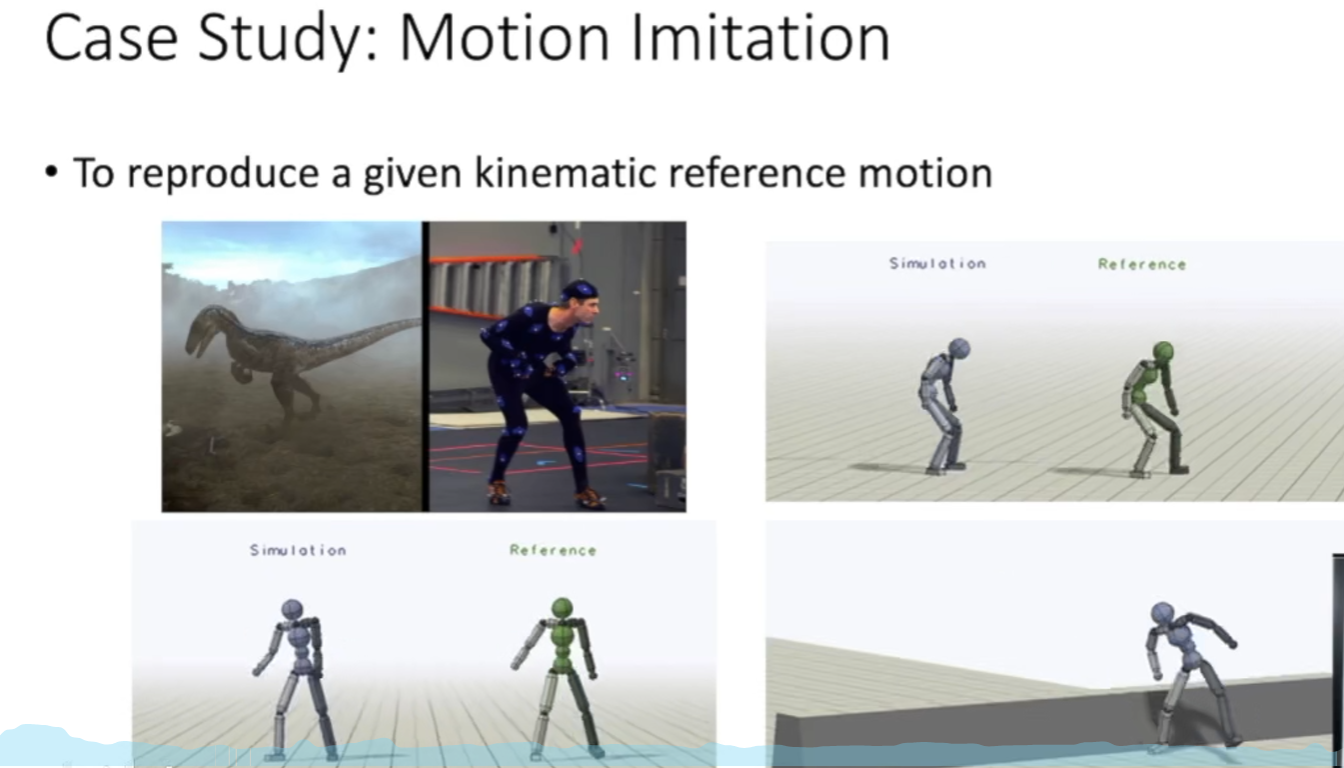 Case Study: Motion Imitation
• To reproduce a given kinematic reference motion
Simulation Reference
Simulation Reference